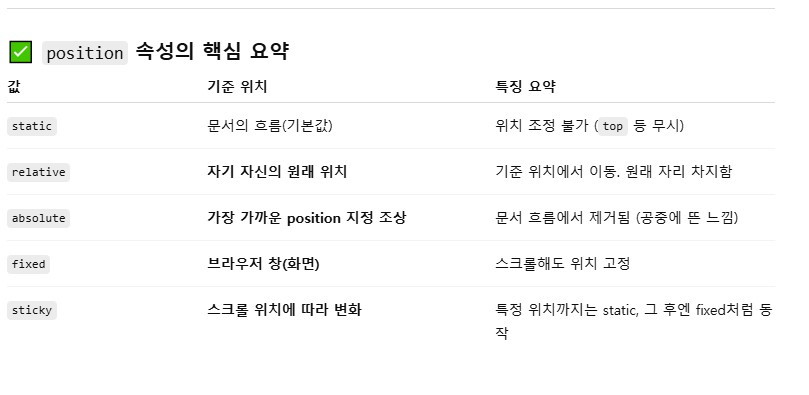 ✅ position 속성의 핵심 요약
값 기준 위치 특징 요약
static 문서의 흐름(기본값) 위치 조정 불가 (top 등 무시)
relative 자기 자신의 원래 위치 기준 위치에서 이동. 원래 자리 차지함
absolute 가장 가까운 position 지정 조상 문서 흐름에서 제거됨 (공중에 뜬 느낌)
fixed 브라우저 창(화면) 스크롤해도 위치 고정
sticky 스크롤 위치에 따라 변화 특정 위치까지는 static, 그 후엔 fixed처럼 동
작